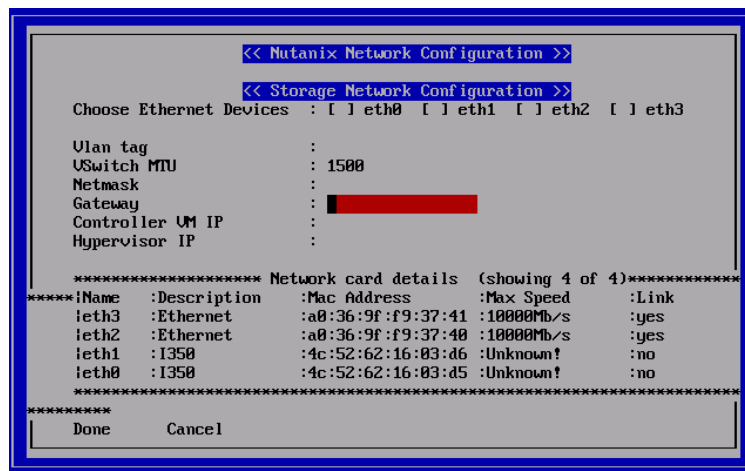 << Nutanix Network Configuration >>
<< Storage Network Configuration >>
Choose Ethernet Devices : [ ] eth0 [ ] eth1 [ ] eth2 [ ] eth3
Vlan tag :
VSwitch MTU : 1500
Netmask :
Gateway :
Controller VM IP :
Hypervisor IP :
******************** Network card details (showing 4 of 4)************
*****|Name :Description :Mac Address :Max Speed :Link
|eth3 :Ethernet :a0:36:9f:f9:37:41 :10000Mb/s :yes
|eth2 :Ethernet :a0:36:9f:f9:37:40 :10000Mb/s :yes
|eth1 :I350 :4c:52:62:16:03:d6 :Unknown! :no
|eth0 :I350 :4c:52:62:16:03:d5 :Unknown! :no
***********************************************************************
*********
Done Cancel